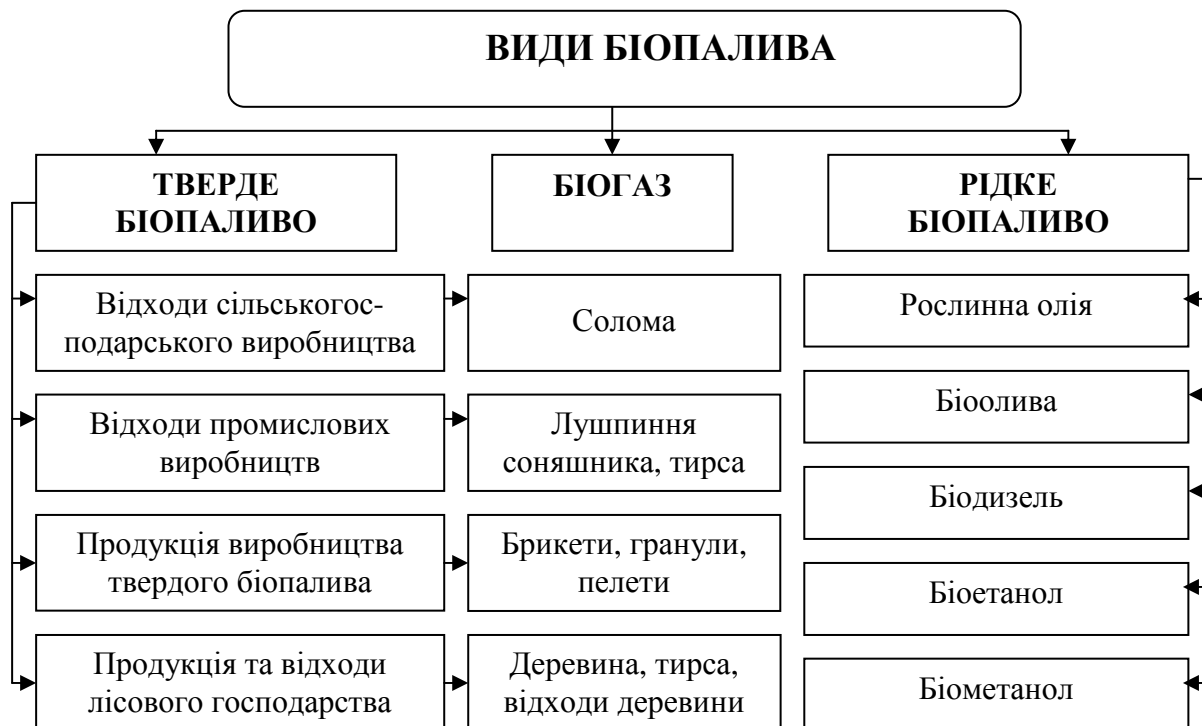 ВИДИ БІОПАЛИВА
ТВЕРДЕ
БІОПАЛИВО
БІОГАЗ
РІДКЕ
БІОПАЛИВО
Відходи сільськогос-
подарського виробництва
Солома
Рослинна олія
Відходи промислових
виробництв
Лушпиння
соняшника, тирса
Біоолива
Біодизель
Продукція виробництва
твердого біопалива
Брикети, гранули,
пелети
Біоетанол
Продукція та відходи
лісового господарства
Деревина, тирса,
відходи деревини
Біометанол